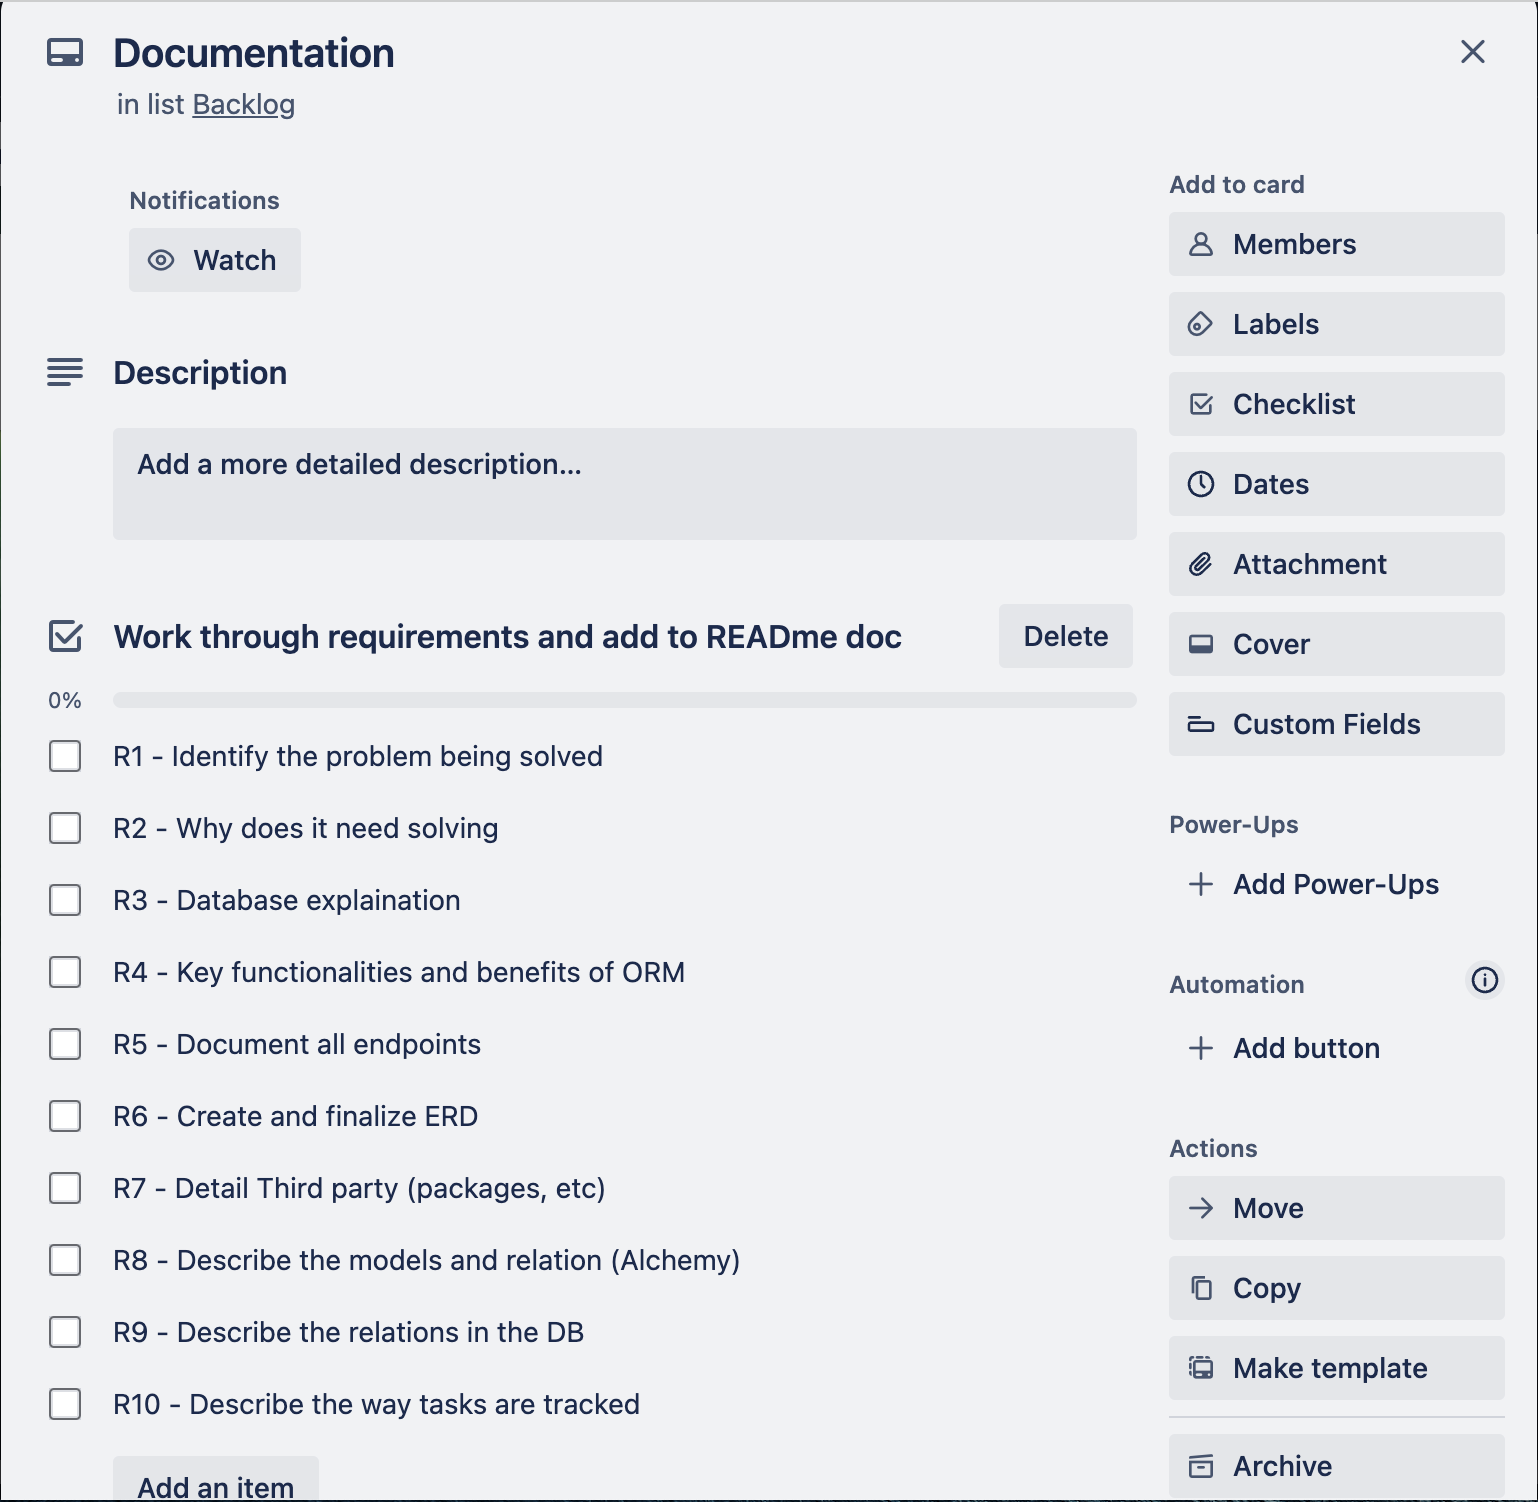 Documentation
in list Backlog
Notifications
Watch
Description
Add a more detailed description...
Work through requirements and add to READme doc
Delete
0%
R1 - Identify the problem being solved
R2 - Why does it need solving
R3 - Database explaination
R4 - Key functionalities and benefits of ORM
R5 - Document all endpoints
R6 - Create and finalize ERD
R7 - Detail Third party (packages, etc)
R8 - Describe the models and relation (Alchemy)
R9 - Describe the relations in the DB
R10 - Describe the way tasks are tracked
Add an item
Add to card
Members
Labels
Checklist
Dates
Attachment
Cover
Custom Fields
Power-Ups
Add Power-Ups
Automation
Add button
Actions
Move
Copy
Make template
Archive